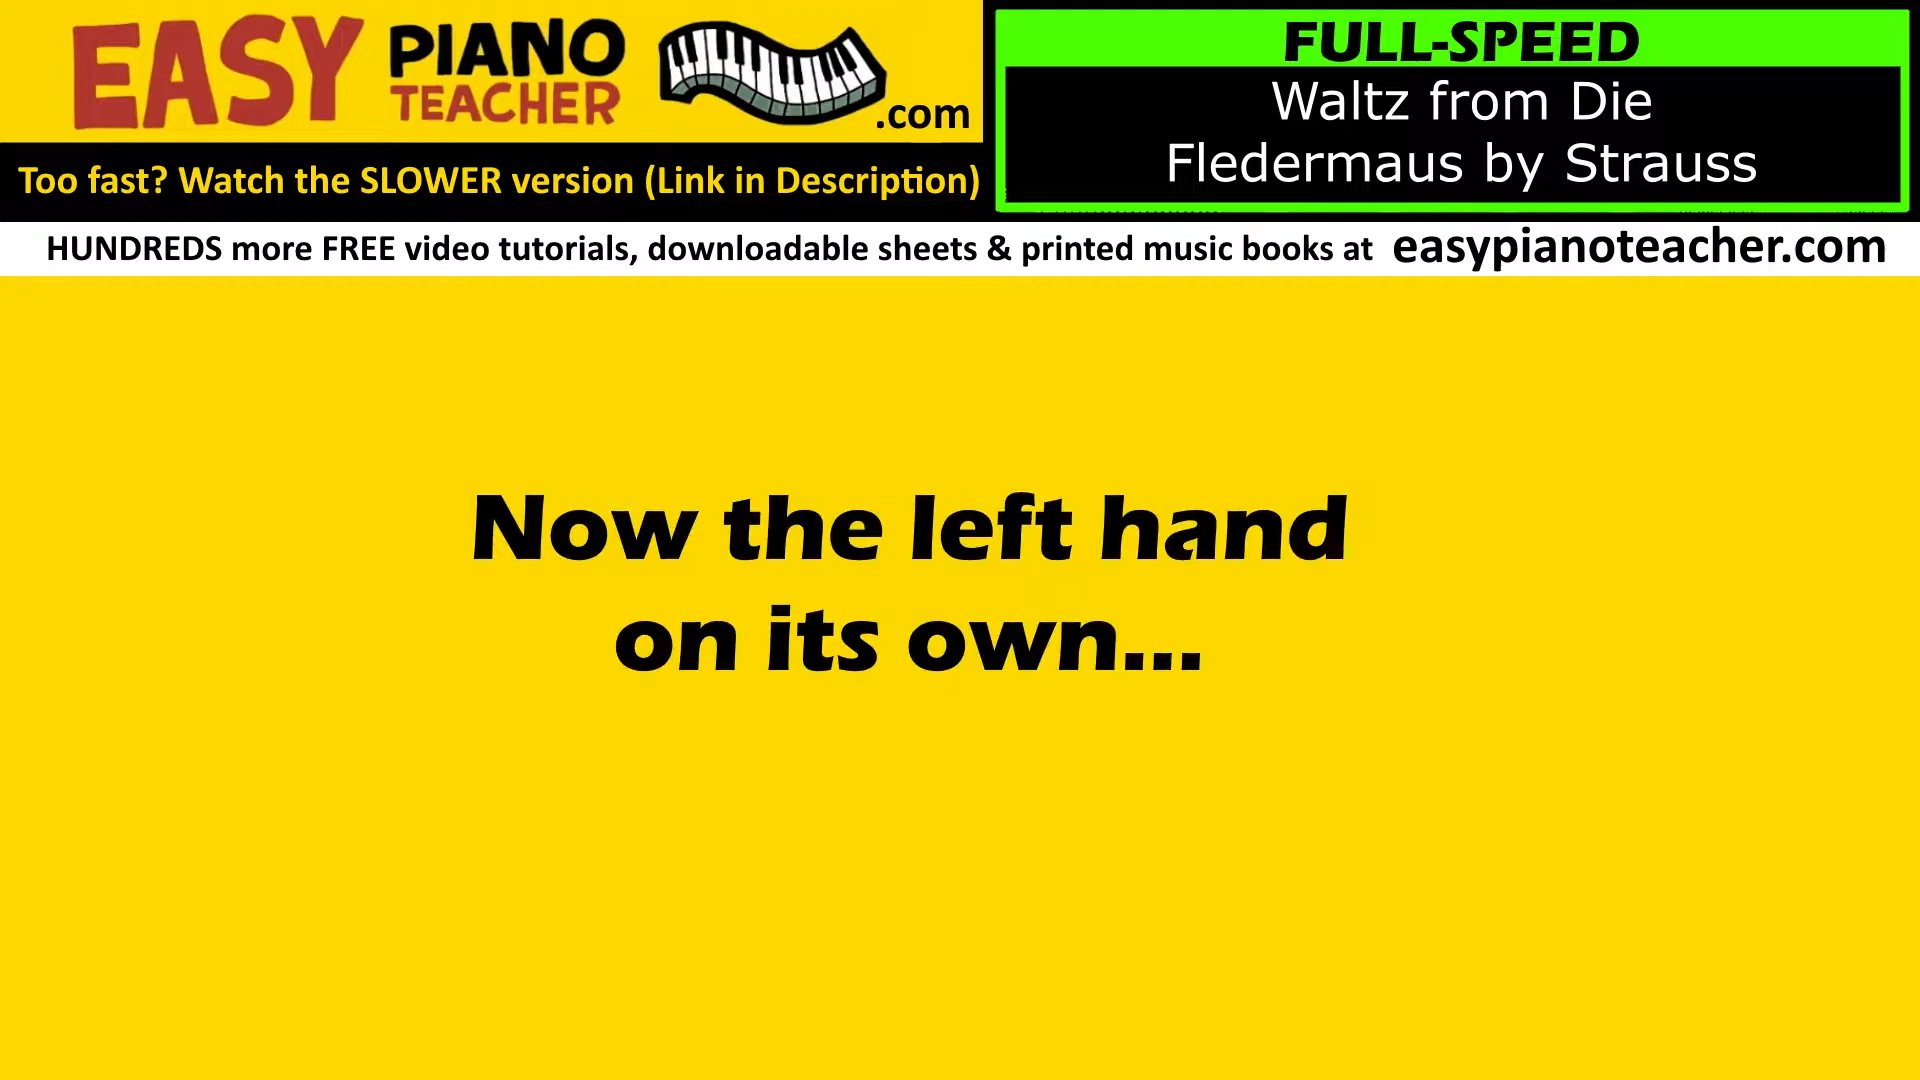 EASY PIANO TEACHER .com
FULL-SPEED
Waltz from Die
Fledermaus by Strauss
Too fast? Watch the SLOWER version (Link in Description)
HUNDREDS more FREE video tutorials, downloadable sheets & printed music books at easypianoteacher.com
Now the left hand
on its own...